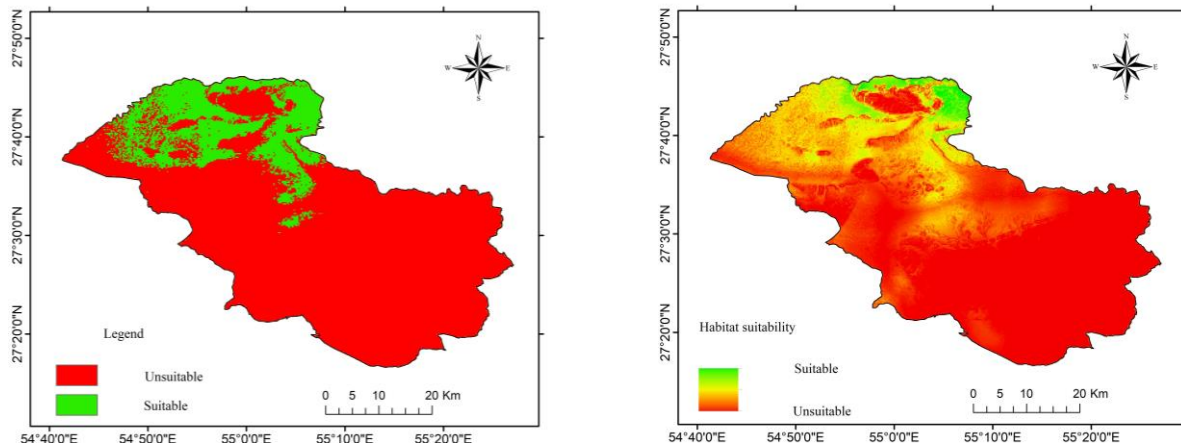 27°50'0"N
27°40'0"N
27°30'0"N
27°20'0"N
N
W
E
S
Legend
Unsuitable
Suitable
0 5 10 20 Km
54°40'0"E 54°50'0"E 55°0'0"E 55°10'0"E 55°20'0"E
27°50'0"N
27°40'0"N
27°30'0"N
27°20'0"N
N
W
E
S
Habitat suitability
Suitable
Unsuitable
0 5 10 20 Km
54°40'0"E 54°50'0"E 55°0'0"E 55°10'0"E 55°20'0"E